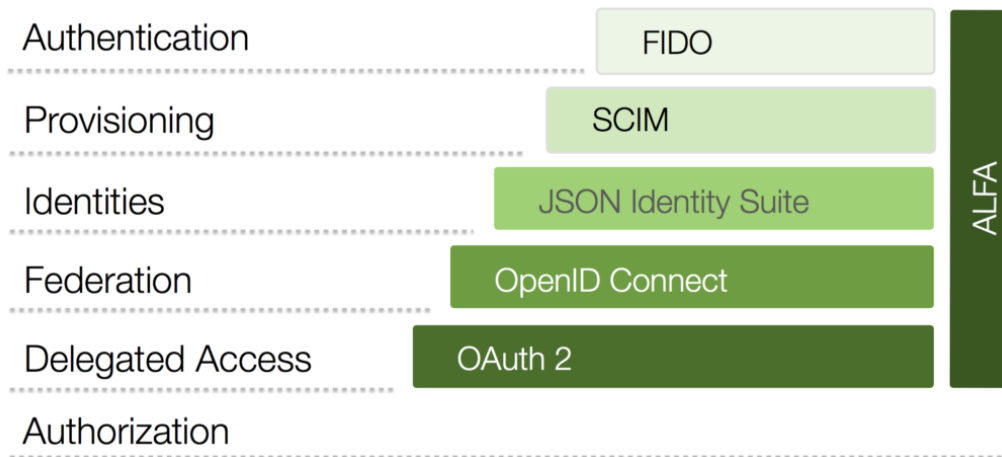 Authentication
FIDO
Provisioning
SCIM
Identities
JSON Identity Suite
Federation
OpenID Connect
Delegated Access
OAuth 2
ALFA
Authorization